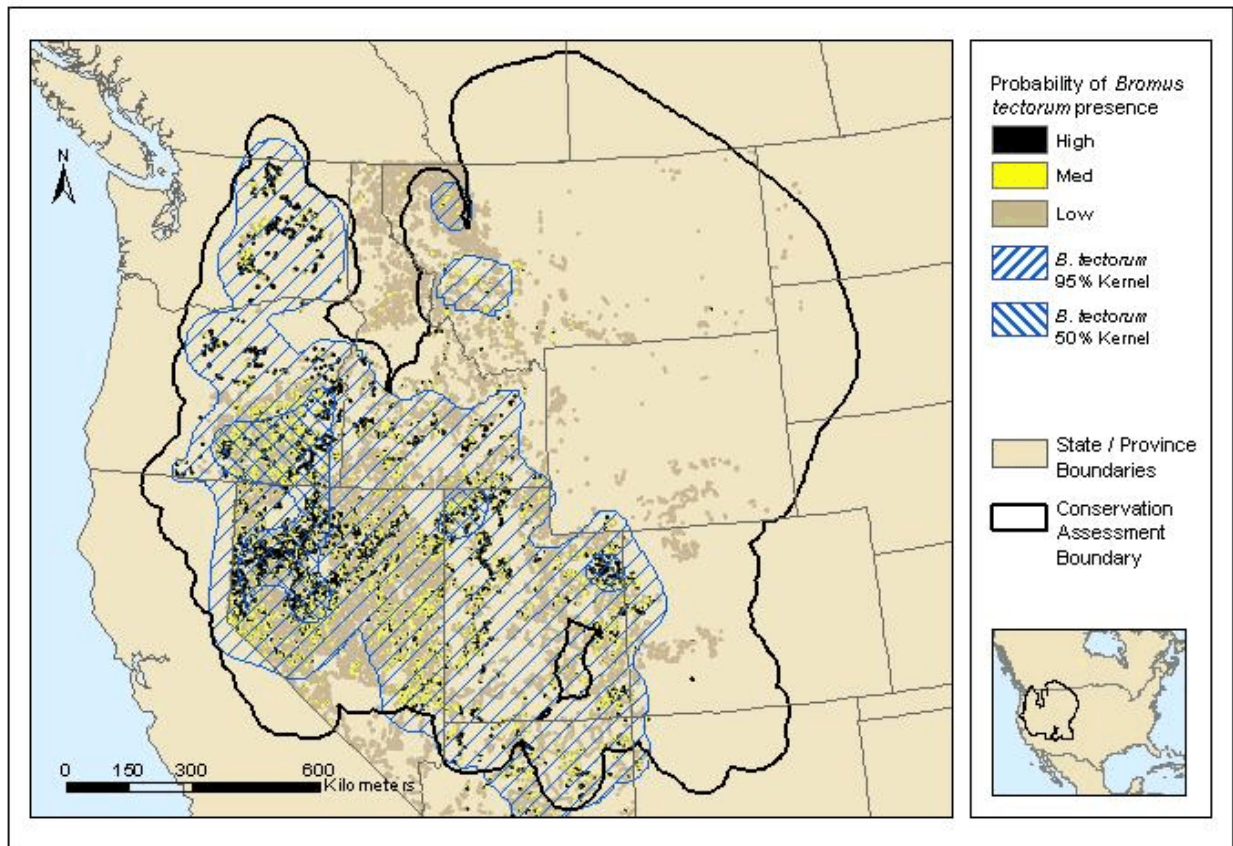 N
0 150 300 600
Kilometers
Probability of Bromus
tectorum presence
High
Med
Low
B. tectorum
95% Kernel
B. tectorum
50% Kernel
State / Province
Boundaries
Conservation
Assessment
Boundary